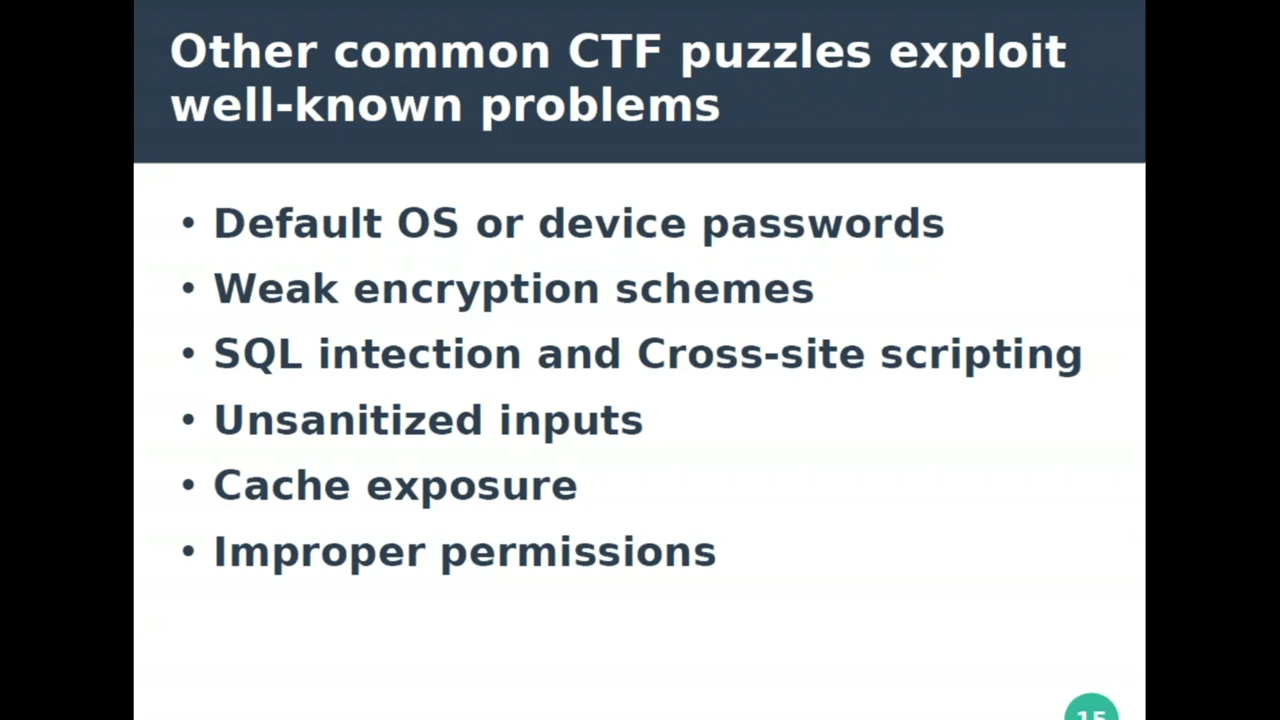 Other common CTF puzzles exploit
well-known problems
• Default OS or device passwords
• Weak encryption schemes
• SQL intection and Cross-site scripting
• Unsanitized inputs
• Cache exposure
• Improper permissions
15